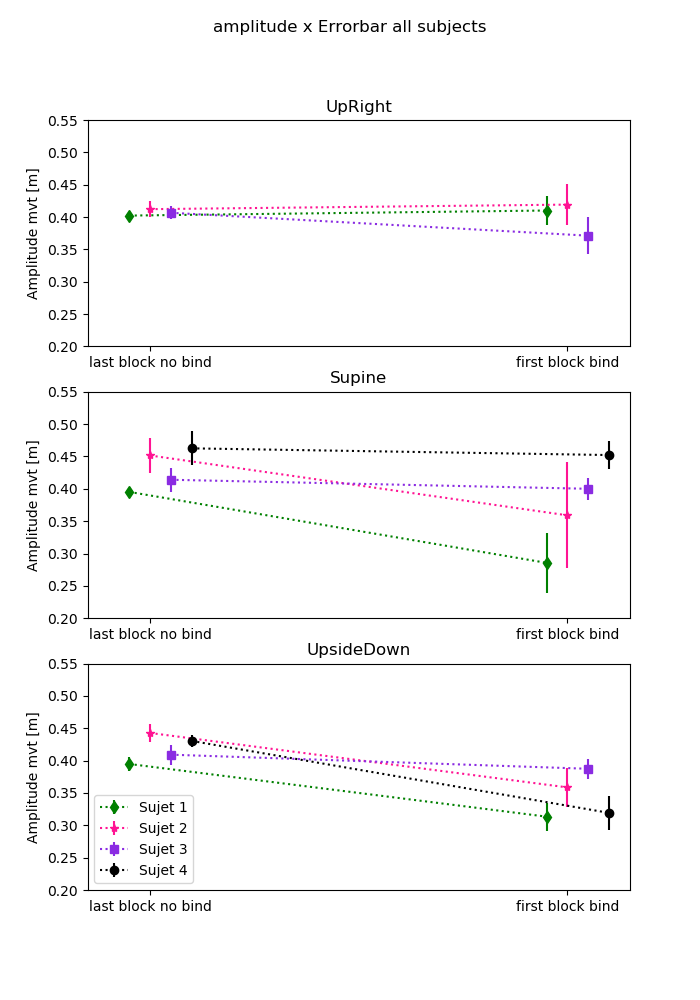 amplitude x Errorbar all subjects
UpRight
0.55
0.50
0.45
0.40
0.35
0.30
0.25
0.20
Amplitude mvt [m]
last block no bind
first block bind
Supine
0.55
0.50
0.45
0.40
0.35
0.30
0.25
0.20
Amplitude mvt [m]
last block no bind
first block bind
UpsideDown
0.55
0.50
0.45
0.40
0.35
0.30
0.25
0.20
Amplitude mvt [m]
Sujet 1
Sujet 2
Sujet 3
Sujet 4
last block no bind
first block bind